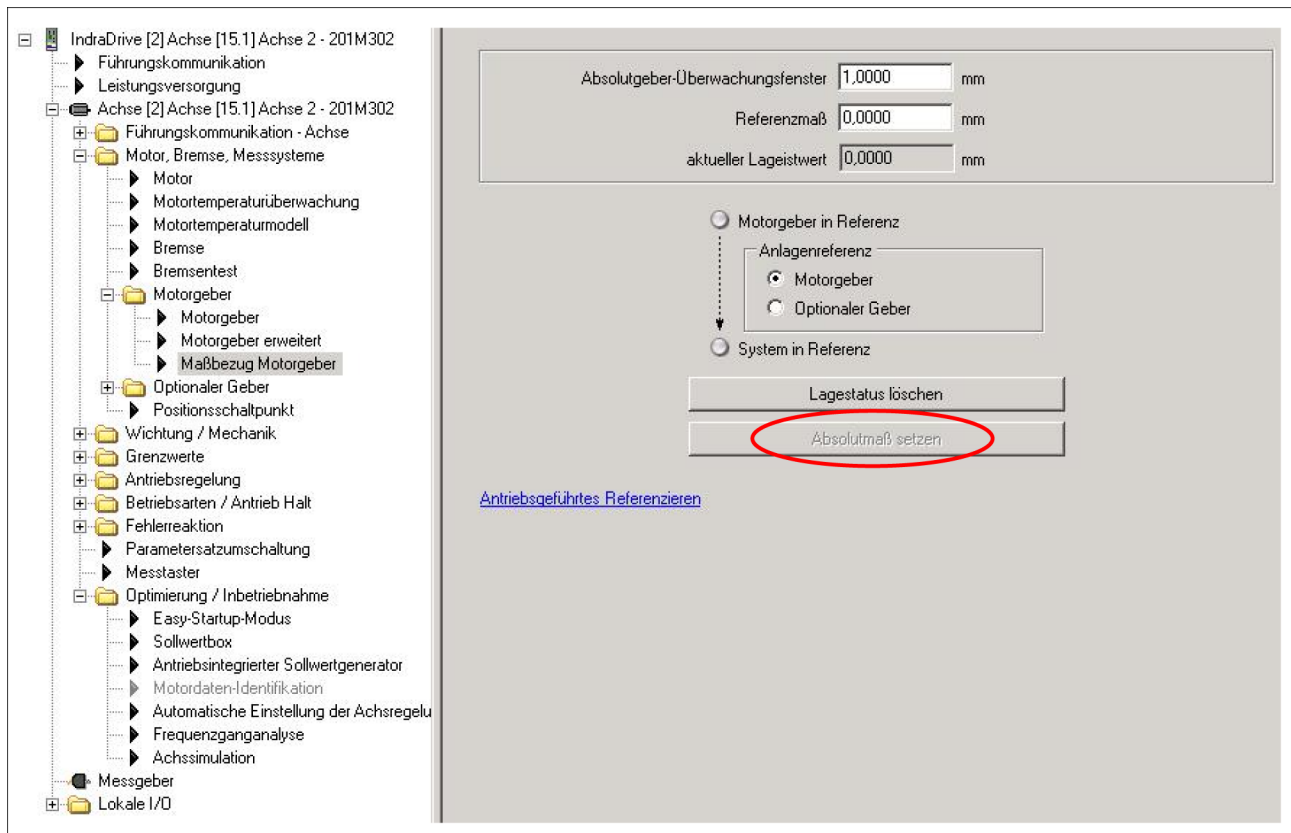 IndraDrive [2] Achse [15.1] Achse 2 - 201M302
Führungskommunikation
Leistungsversorgung
Achse [2] Achse [15.1] Achse 2 - 201M302
Führungskommunikation - Achse
Motor, Bremse, Messsysteme
Motor
Motortemperaturüberwachung
Motortemperaturmodell
Bremse
Bremsentest
Motorgeber
Motorgeber
Motorgeber erweitert
Maßbezug Motorgeber
Optionaler Geber
Positionsschaltpunkt
Wichtung / Mechanik
Grenzwerte
Antriebsregelung
Betriebsarten / Antrieb Halt
Fehlerreaktion
Parametersatzumschaltung
Messtaster
Optimierung / Inbetriebnahme
Easy-Startup-Modus
Sollwertbox
Antriebsintegrierter Sollwertgenerator
Motordaten-Identifikation
Automatische Einstellung der Achsregelu
Frequenzganganalyse
Achssimulation
Messgeber
Lokale I/O
Absolutgeber-Überwachungsfenster 1,0000 mm
Referenzmaß 0,0000 mm
aktueller Lageistwert 0,0000 mm
Motorgeber in Referenz
Anlagenreferenz
Motorgeber
Optionaler Geber
System in Referenz
Lagestatus löschen
Absolutmaß setzen
Antriebsgeführtes Referenzieren